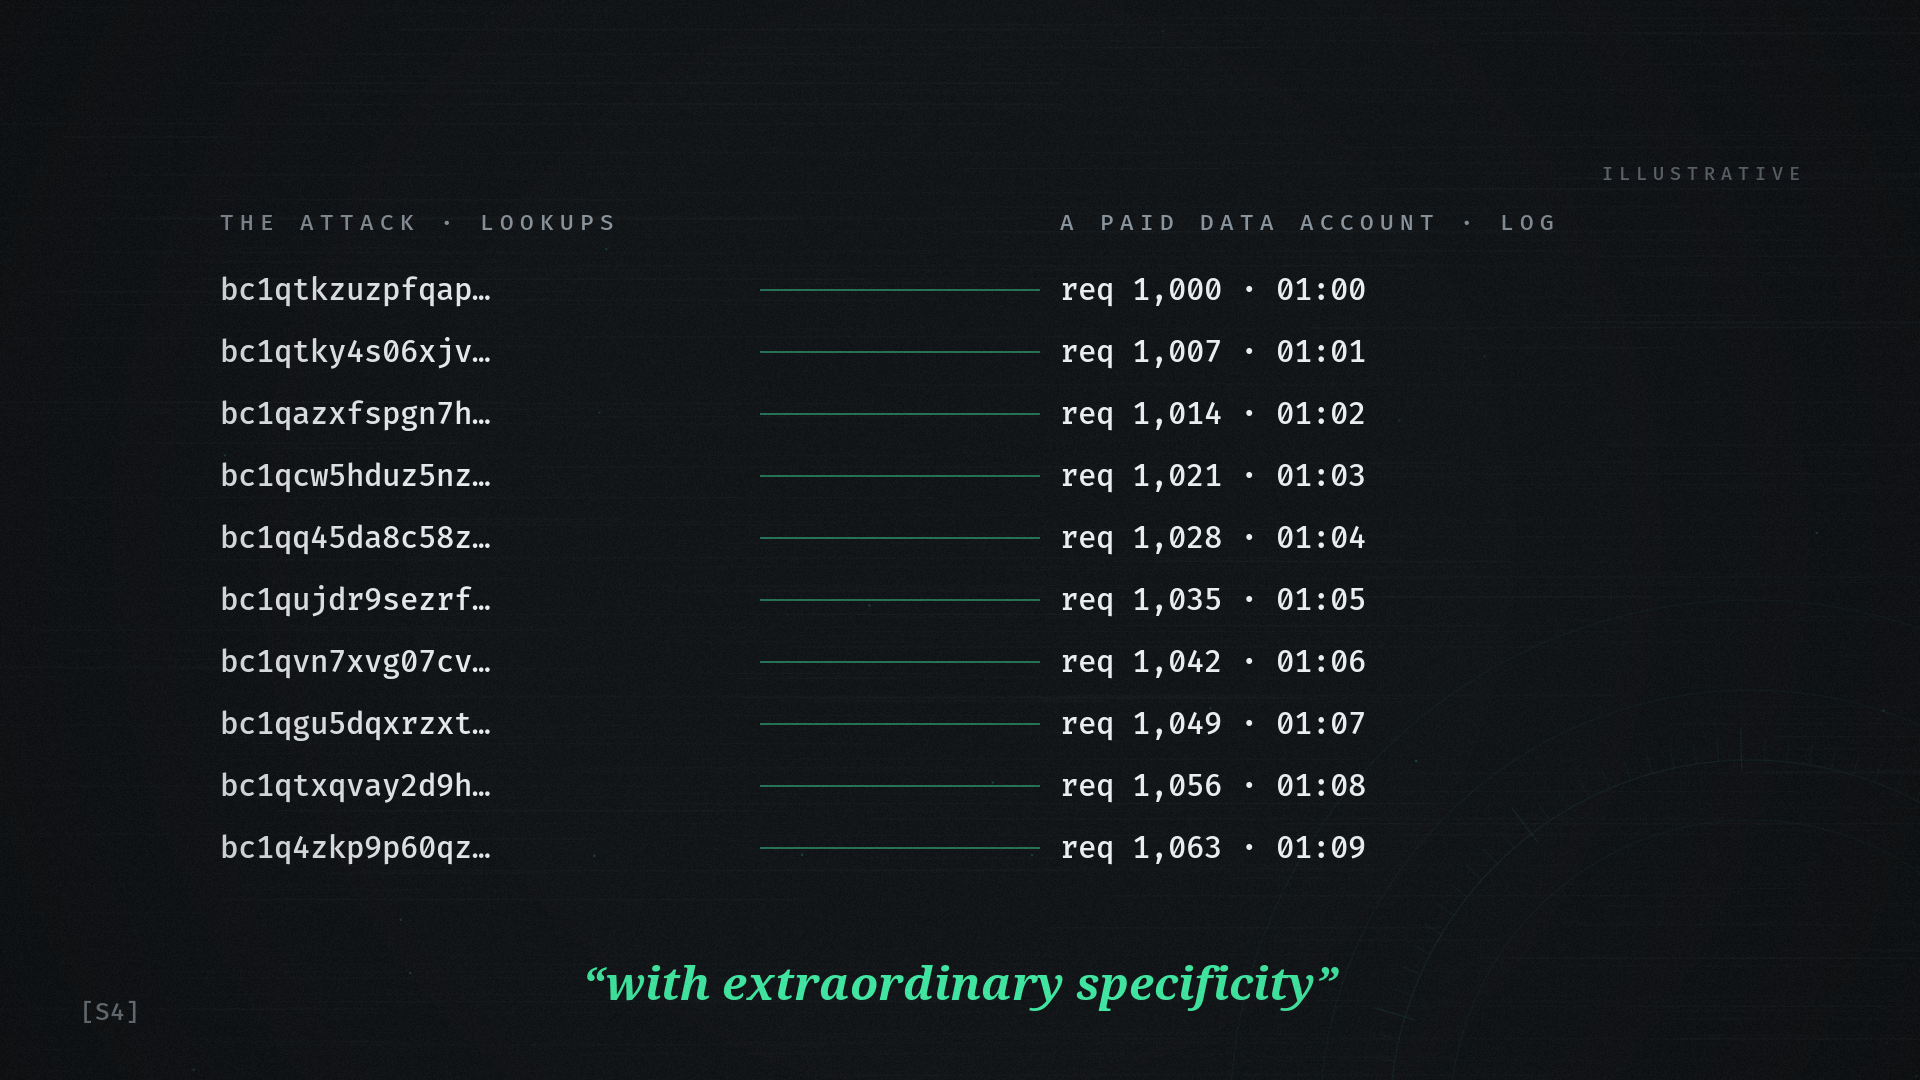 ILLUSTRATIVE
THE ATTACK · LOOKUPS
A PAID DATA ACCOUNT · LOG
bc1qtkzuzpfqap… req 1,000 · 01:00
bc1qtky4s06xjv… req 1,007 · 01:01
bc1qazxfspgn7h… req 1,014 · 01:02
bc1qcw5hduz5nz… req 1,021 · 01:03
bc1qq45da8c58z… req 1,028 · 01:04
bc1qujdr9sezrf… req 1,035 · 01:05
bc1qvn7xvg07cv… req 1,042 · 01:06
bc1qgu5dqxrzxt… req 1,049 · 01:07
bc1qtxqvay2d9h… req 1,056 · 01:08
bc1q4zkp9p60qz… req 1,063 · 01:09
“with extraordinary specificity”
[S4]